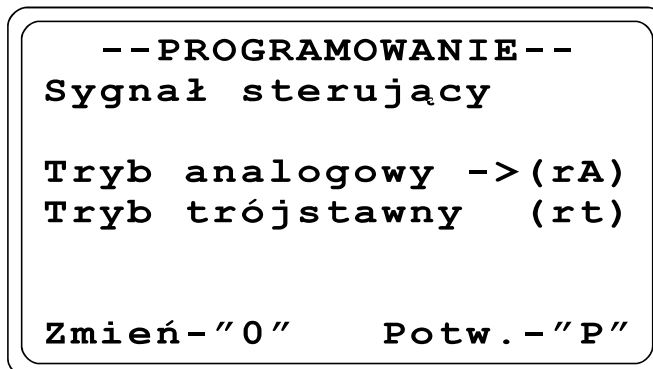 --PROGRAMOWANIE--
Sygnał sterujący
Tryb analogowy ->(rA)
Tryb trójstawny (rt)
Zmień-"0" Potw.-"P"